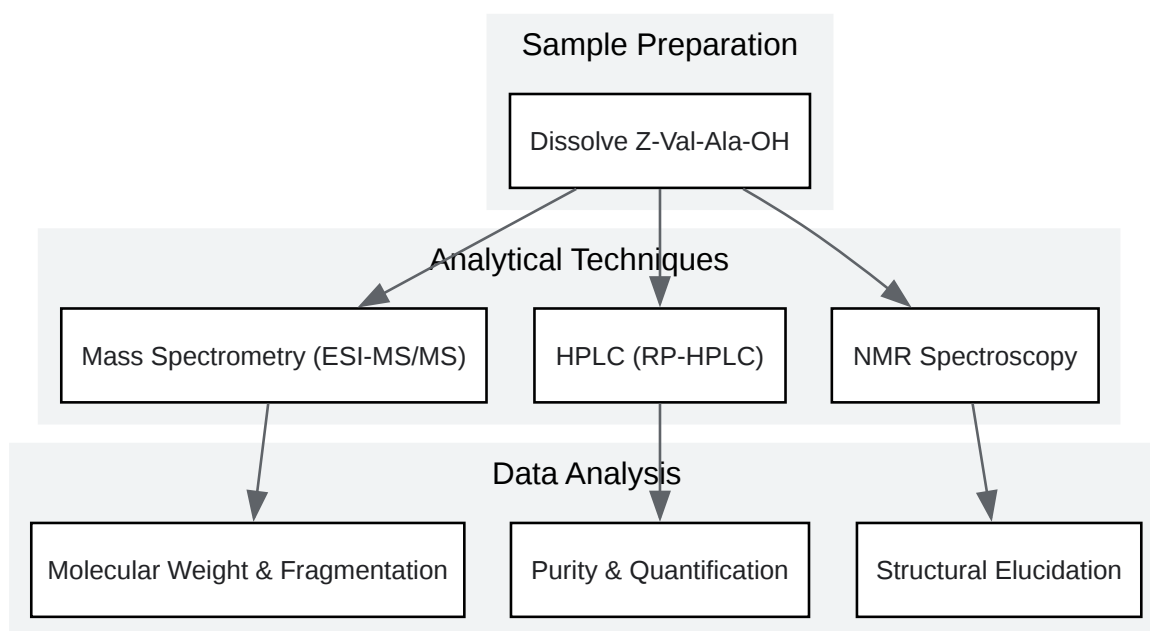 Sample Preparation
Dissolve Z-Val-Ala-OH
Analytical Techniques
Mass Spectrometry (ESI-MS/MS)
HPLC (RP-HPLC)
NMR Spectroscopy
Data Analysis
Molecular Weight & Fragmentation
Purity & Quantification
Structural Elucidation